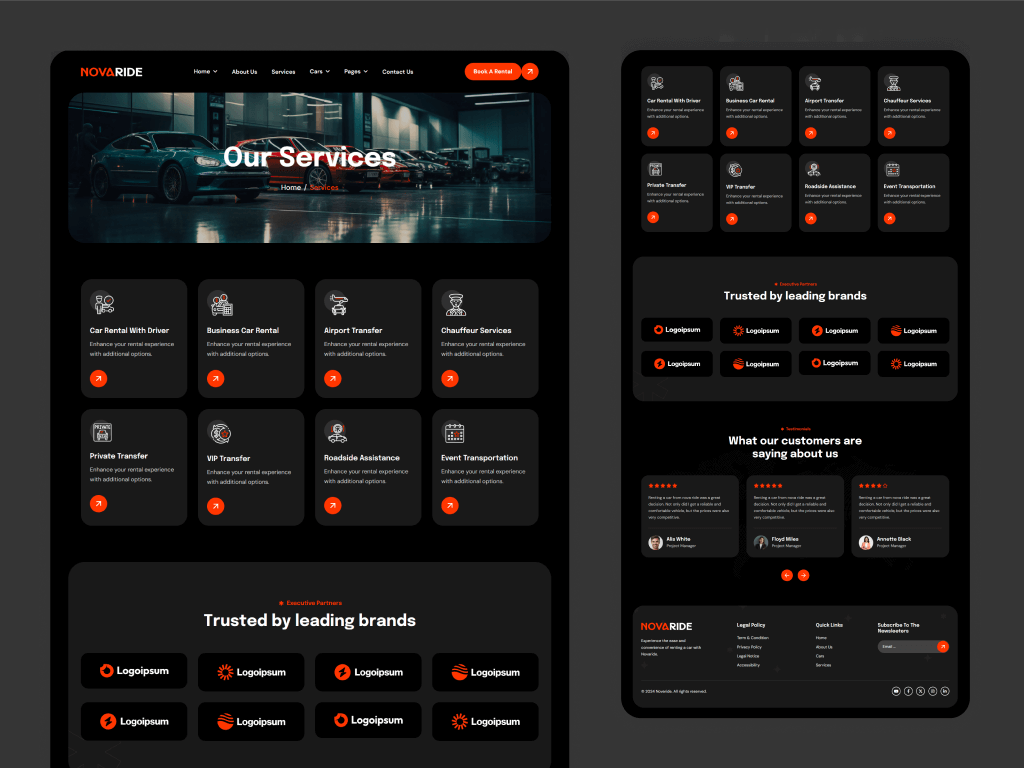 NOVARIDE
Home About Us Services Cars Pages Contact Us
Book A Rental
Our Services
Home / Services
Car Rental With Driver
Enhance your rental experience
with additional options.
Business Car Rental
Enhance your rental experience
with additional options.
Airport Transfer
Enhance your rental experience
with additional options.
Chauffeur Services
Enhance your rental experience
with additional options.
PRIVATE
Private Transfer
Enhance your rental experience
with additional options.
VIP Transfer
Enhance your rental experience
with additional options.
Roadside Assistance
Enhance your rental experience
with additional options.
Event Transportation
Enhance your rental experience
with additional options.
Executive Partners
Trusted by leading brands
Logoipsum
Logoipsum
Logoipsum
Logoipsum
Logoipsum
Logoipsum
Logoipsum
Logoipsum
Car Rental With Driver
Enhance your rental experience
with additional options.
Business Car Rental
Enhance your rental experience
with additional options.
Airport Transfer
Enhance your rental experience
with additional options.
Chauffeur Services
Enhance your rental experience
with additional options.
Private Transfer
Enhance your rental experience
with additional options.
VIP Transfer
Enhance your rental experience
with additional options.
Roadside Assistance
Enhance your rental experience
with additional options.
Event Transportation
Enhance your rental experience
with additional options.
Executive Partners
Trusted by leading brands
Logoipsum
Logoipsum
Logoipsum
Logoipsum
Logoipsum
Logoipsum
Logoipsum
Logoipsum
Testimonials
What our customers are
saying about us
Renting a car from nova ride was a great
decision. Not only did I get a reliable and
comfortable vehicle, but the prices were also
very competitive.
Alis White
Project Manager
Renting a car from nova ride was a great
decision. Not only did I get a reliable and
comfortable vehicle, but the prices were also
very competitive.
Floyd Miles
Project Manager
Renting a car from nova ride was a great
decision. Not only did I get a reliable and
comfortable vehicle, but the prices were also
very competitive.
Annette Black
Project Manager
NOVARIDE
Experience the ease and
convenience of renting a car with
Novaride.
Legal Policy
Term & Condition
Privacy Policy
Legal Notice
Accessibility
Quick Links
Home
About Us
Cars
Services
Subscribe To The
Newsleeters
Email ...
© 2024 Novaride. All rights reserved.